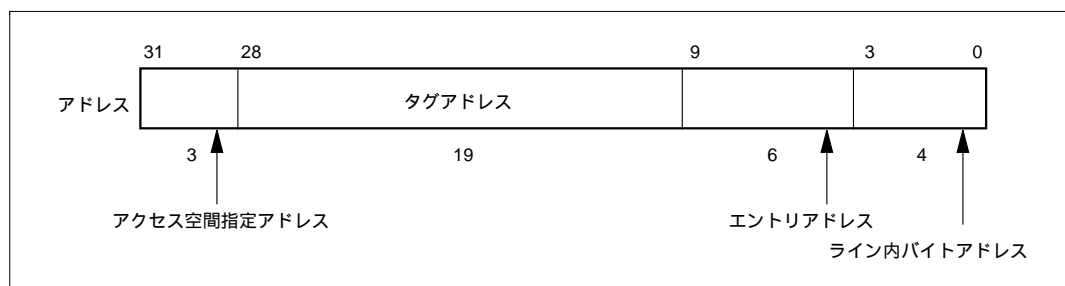 31 28 9 3 0
アドレス タグアドレス
3 19 6 4
アクセス空間指定アドレス エントリアドレス
ライン内バイトアドレス